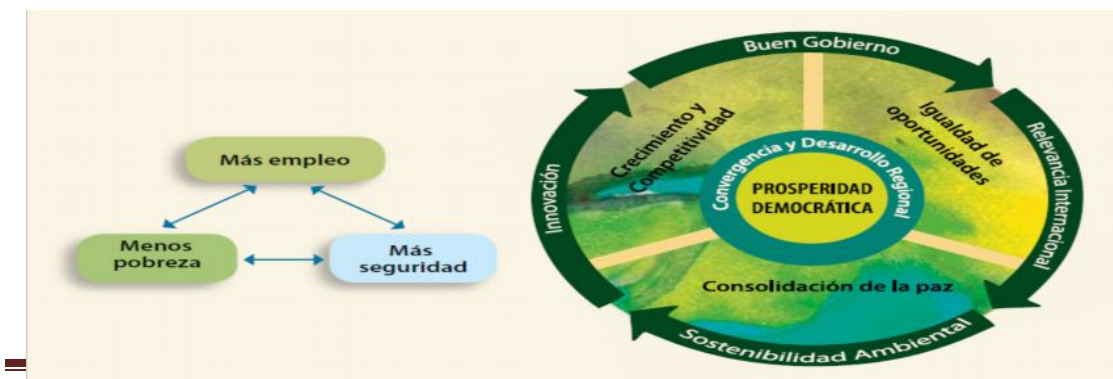 Más empleo
Menos
pobreza
Más
seguridad
Buen Gobierno
Innovación
Crecimiento y
Competitividad
Igualdad de
oportunidades
Relevancia Internacional
Convergencia y Desarrollo Regional
PROSPERIDAD
DEMOCRÁTICA
Consolidación de la paz
Sostenibilidad Ambiental